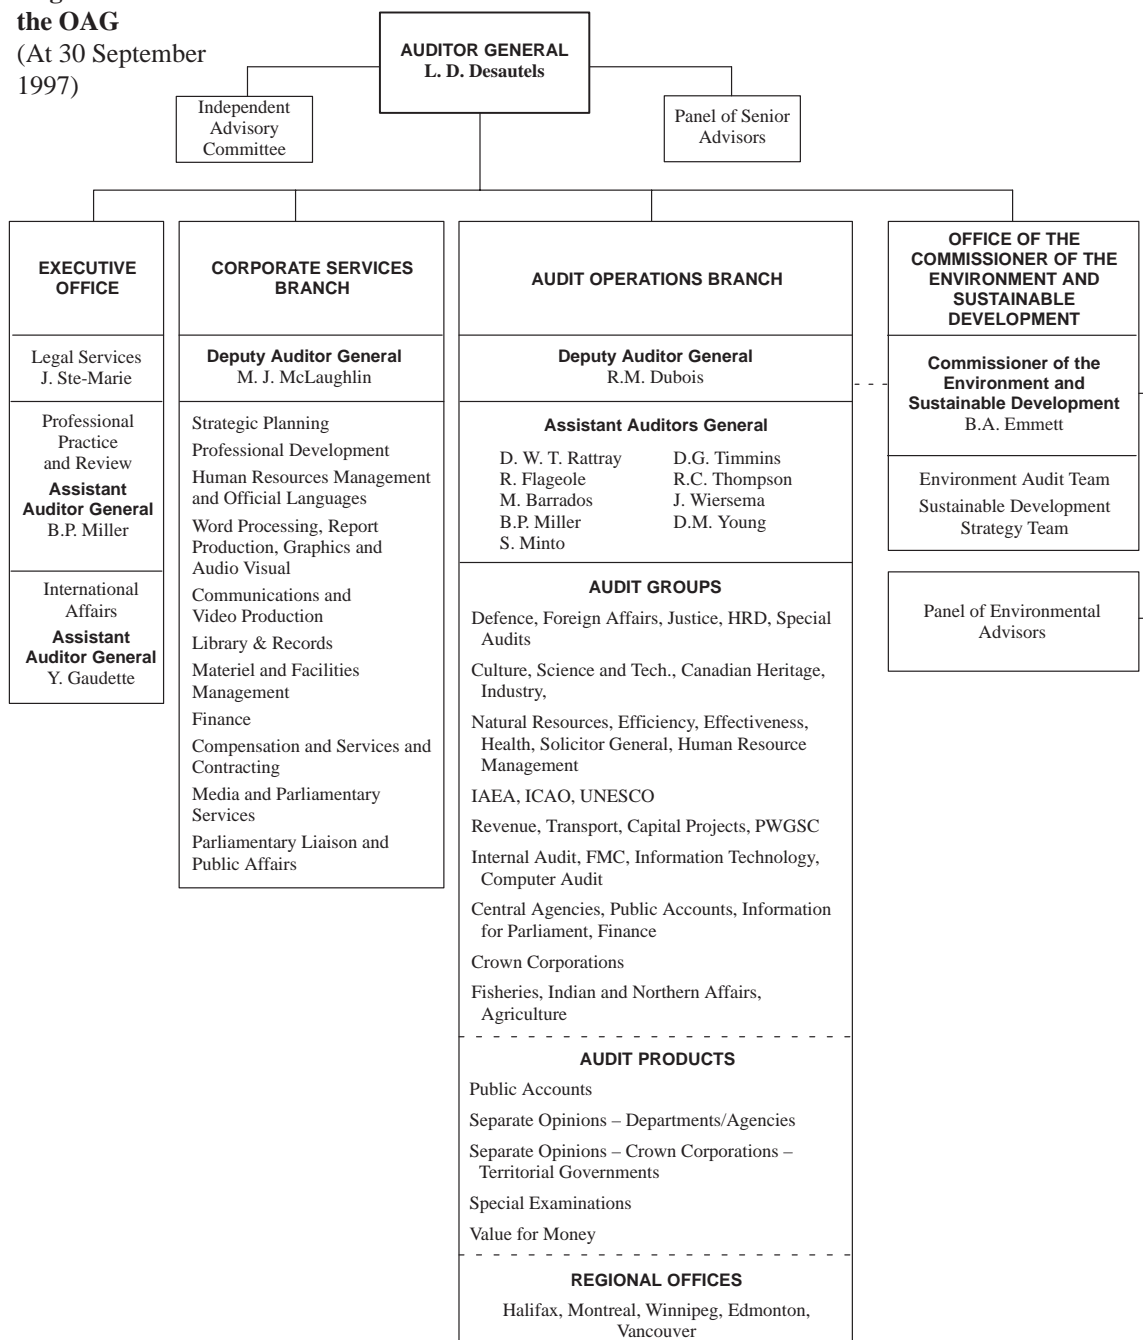 the OAG
(At 30 September
1997)
AUDITOR GENERAL
L. D. Desautels
Independent
Advisory
Committee
Panel of Senior
Advisors
EXECUTIVE
OFFICE
Legal Services
J. Ste-Marie
Professional
Practice
and Review
Assistant
Auditor General
B.P. Miller
International
Affairs
Assistant
Auditor General
Y. Gaudette
CORPORATE SERVICES
BRANCH
Deputy Auditor General
M. J. McLaughlin
Strategic Planning
Professional Development
Human Resources Management
and Official Languages
Word Processing, Report
Production, Graphics and
Audio Visual
Communications and
Video Production
Library & Records
Materiel and Facilities
Management
Finance
Compensation and Services and
Contracting
Media and Parliamentary
Services
Parliamentary Liaison and
Public Affairs
AUDIT OPERATIONS BRANCH
Deputy Auditor General
R.M. Dubois
Assistant Auditors General
D. W. T. Rattray
R. Flageole
M. Barrados
B.P. Miller
S. Minto
D.G. Timmins
R.C. Thompson
J. Wiersema
D.M. Young
AUDIT GROUPS
Defence, Foreign Affairs, Justice, HRD, Special
Audits
Culture, Science and Tech., Canadian Heritage,
Industry,
Natural Resources, Efficiency, Effectiveness,
Health, Solicitor General, Human Resource
Management
IAEA, ICAO, UNESCO
Revenue, Transport, Capital Projects, PWGSC
Internal Audit, FMC, Information Technology,
Computer Audit
Central Agencies, Public Accounts, Information
for Parliament, Finance
Crown Corporations
Fisheries, Indian and Northern Affairs,
Agriculture
AUDIT PRODUCTS
Public Accounts
Separate Opinions – Departments/Agencies
Separate Opinions – Crown Corporations –
Territorial Governments
Special Examinations
Value for Money
REGIONAL OFFICES
Halifax, Montreal, Winnipeg, Edmonton,
Vancouver
OFFICE OF THE
COMMISSIONER OF THE
ENVIRONMENT AND
SUSTAINABLE
DEVELOPMENT
Commissioner of the
Environment and
Sustainable Development
B.A. Emmett
Environment Audit Team
Sustainable Development
Strategy Team
Panel of Environmental
Advisors